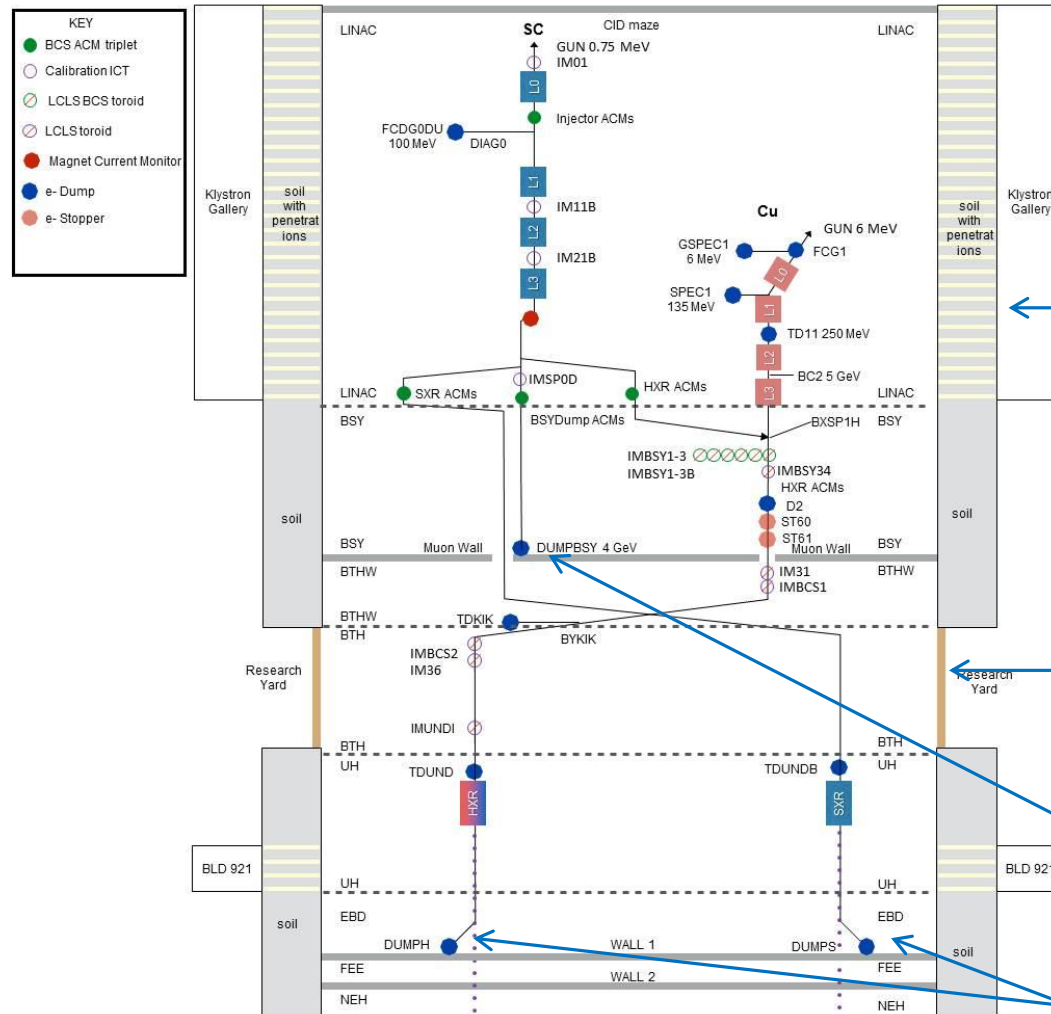 KEY
BCS ACM triplet
Calibration ICT
LCLS BCS toroid
LCLS toroid
Magnet Current Monitor
e- Dump
e- Stopper
CID maze
LINAC
LINAC
SC
GUN 0.75 MeV
IM01
L0
Injector ACMs
FCDG0DU
100 MeV
DIAG0
Klystron
Gallery
soil
with
penetrat
ions
L1
IM11B
L2
IM21B
L3
Cu
GUN 6 MeV
GSPEC1
6 MeV
FCG1
L0
SPEC1
135 MeV
L1
TD11 250 MeV
L2
BC2 5 GeV
L3
soil
with
penetrat
ions
Klystron
Gallery
IMSP0D
HXR ACMs
LINAC
SXR ACMs
LINAC
BSY
BSYDump ACMs
BXSP1H
BSY
IMBSY1-3
IMBSY1-3B
IMBSY34
HXR ACMs
D2
ST60
ST61
soil
soil
BSY
Muon Wall
DUMPBSY 4 GeV
Muon Wall
BSY
BTHW
IM31
BTHW
IMBCS1
BTHW
TDKIK
BTH
BYKIK
IMBCS2
IM36
Research
Yard
Research
Yard
IMUNDI
BTH
BTH
UH
TDUND
TDUNDB
UH
HXR
SXR
BLD 921
BLD 921
UH
UH
EBD
EBD
soil
soil
DUMPH
WALL 1
DUMPS
FEE
FEE
WALL 2
NEH
NEH